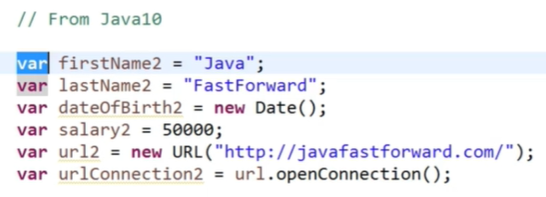 // From Java10
var firstName2 = "Java";
var lastName2 = "FastForward";
var dateOfBirth2 = new Date();
var salary2 = 50000;
var url2 = new URL("http://javafastforward.com/");
var urlConnection2 = url.openConnection();